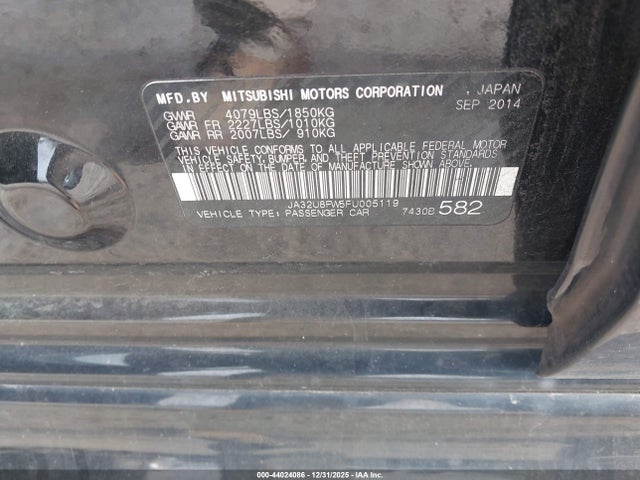 MFD.BY MITSUBISHI MOTORS CORPORATION , JAPAN
SEP 2014
GVWR 4079LBS/1850KG
GAWR FR 2227LBS/1010KG
GAWR RR 2007LBS/ 910KG
THIS VEHICLE CONFORMS TO ALL APPLICABLE FEDERAL MOTOR
VEHICLE SAFETY, BUMPER, AND THEFT PREVENTION STANDARDS
IN EFFECT ON THE DATE OF MANUFACTURE SHOWN ABOVE.
JA32U8FW5FU005119
VEHICLE TYPE: PASSENGER CAR 7430B 582
000-44024086 - 12/31/2025 - IAAI.COM